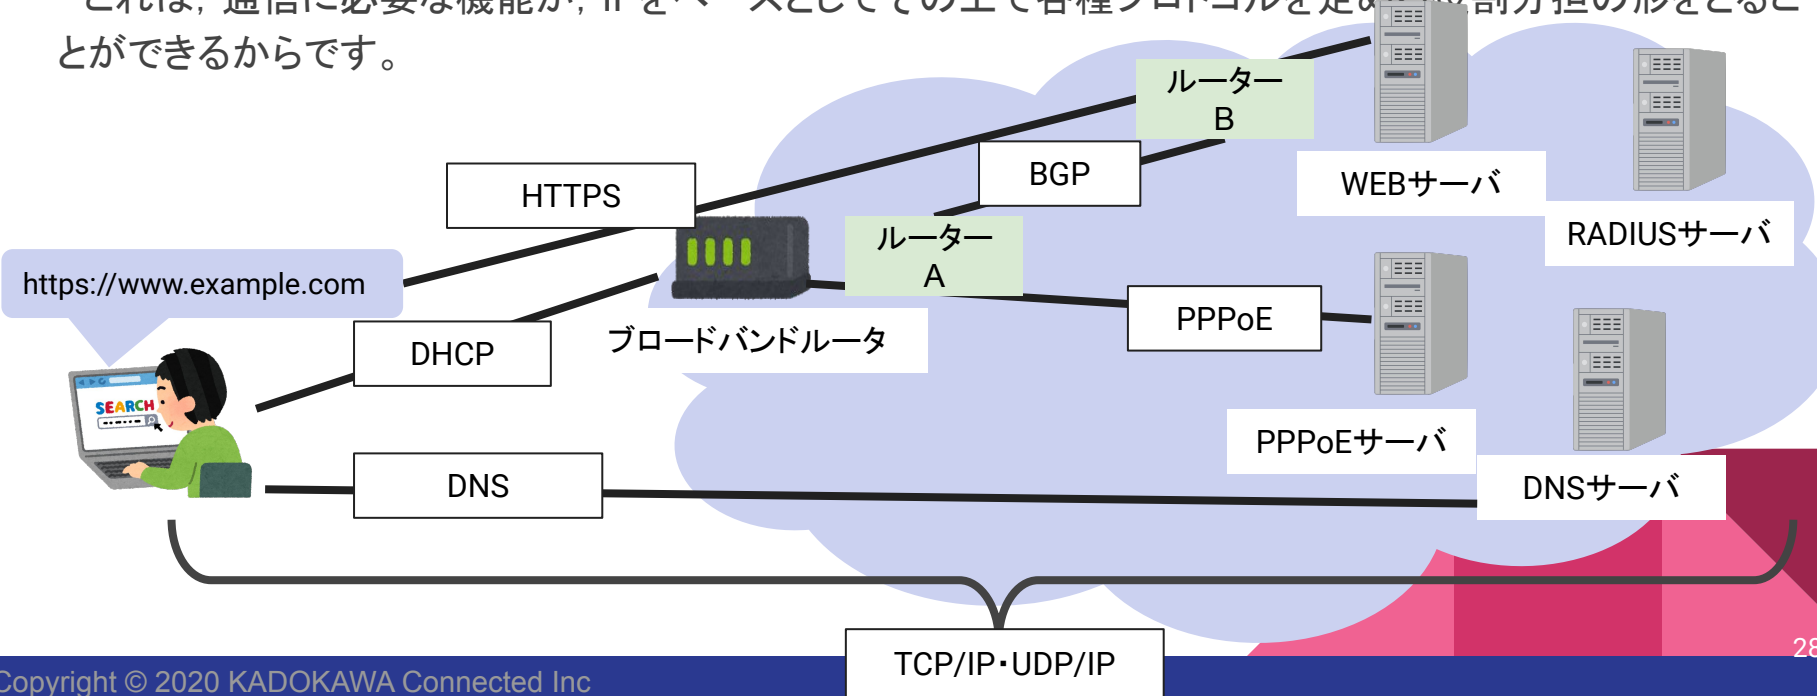 とができるからです。
ルーター
B
HTTPS
BGP
WEBサーバ
RADIUSサーバ
ルーター
A
https://www.example.com
PPPoE
ブロードバンドルータ
DHCP
SEARCH
PPPoEサーバ
DNS
DNSサーバ
TCP/IP・UDP/IP
28
Copyright © 2020 KADOKAWA Connected Inc